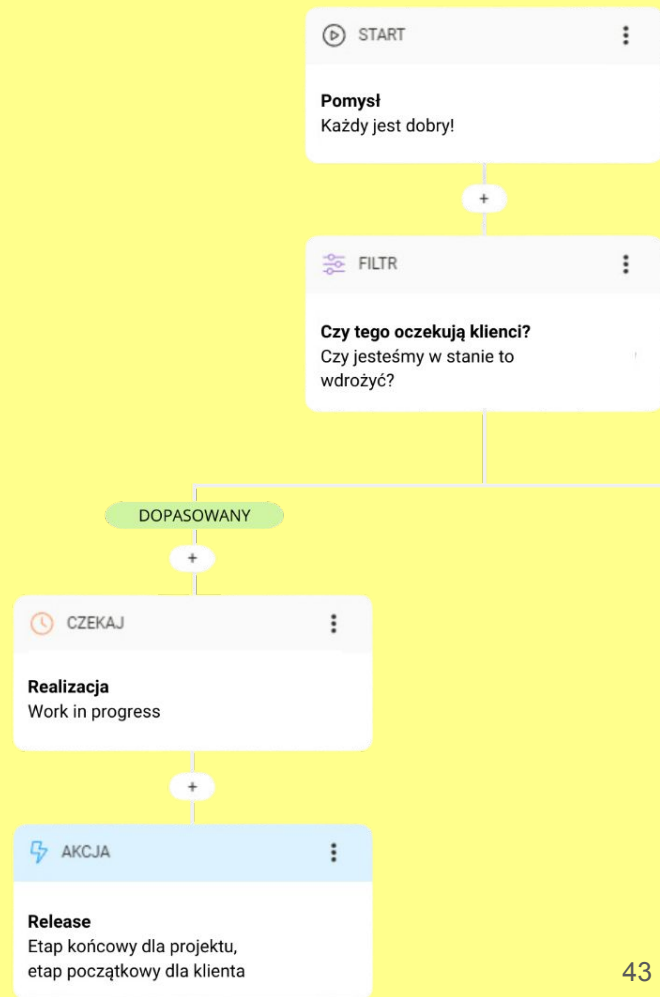 START
Pomysł
Każdy jest dobry!
+
FILTR
Czy tego oczekują klienci?
Czy jesteśmy w stanie to
wdrożyć?
DOPASOWANY
+
CZEKAJ
Realizacja
Work in progress
+
AKCJA
Release
Etap końcowy dla projektu,
etap początkowy dla klienta
43